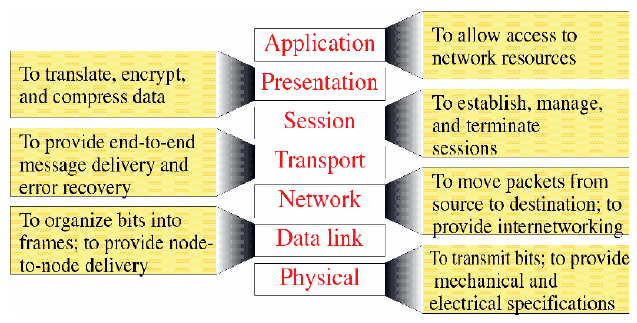 Application
To allow access to
network resources
To translate, encrypt,
and compress data
Presentation
Session
To establish, manage,
and terminate
sessions
To provide end-to-end
message delivery and
error recovery
Transport
Network
To move packets from
source to destination; to
provide internetworking
To organize bits into
frames; to provide node-
to-node delivery
Data link
Physical
To transmit bits; to provide
mechanical and
electrical specifications